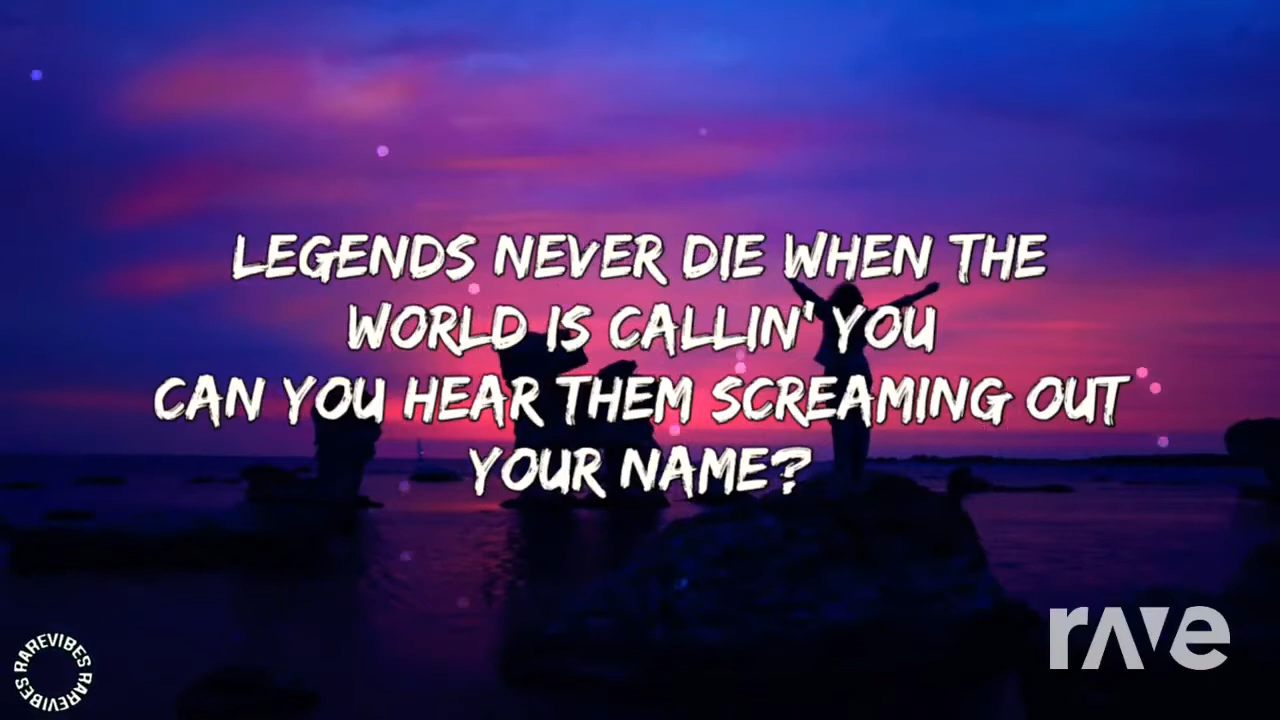 LEGENDS NEVER DIE WHEN THE
WORLD IS CALLIN' YOU
CAN YOU HEAR THEM SCREAMING OUT
YOUR NAME?
RAREVIBES RAREVIBES
rave